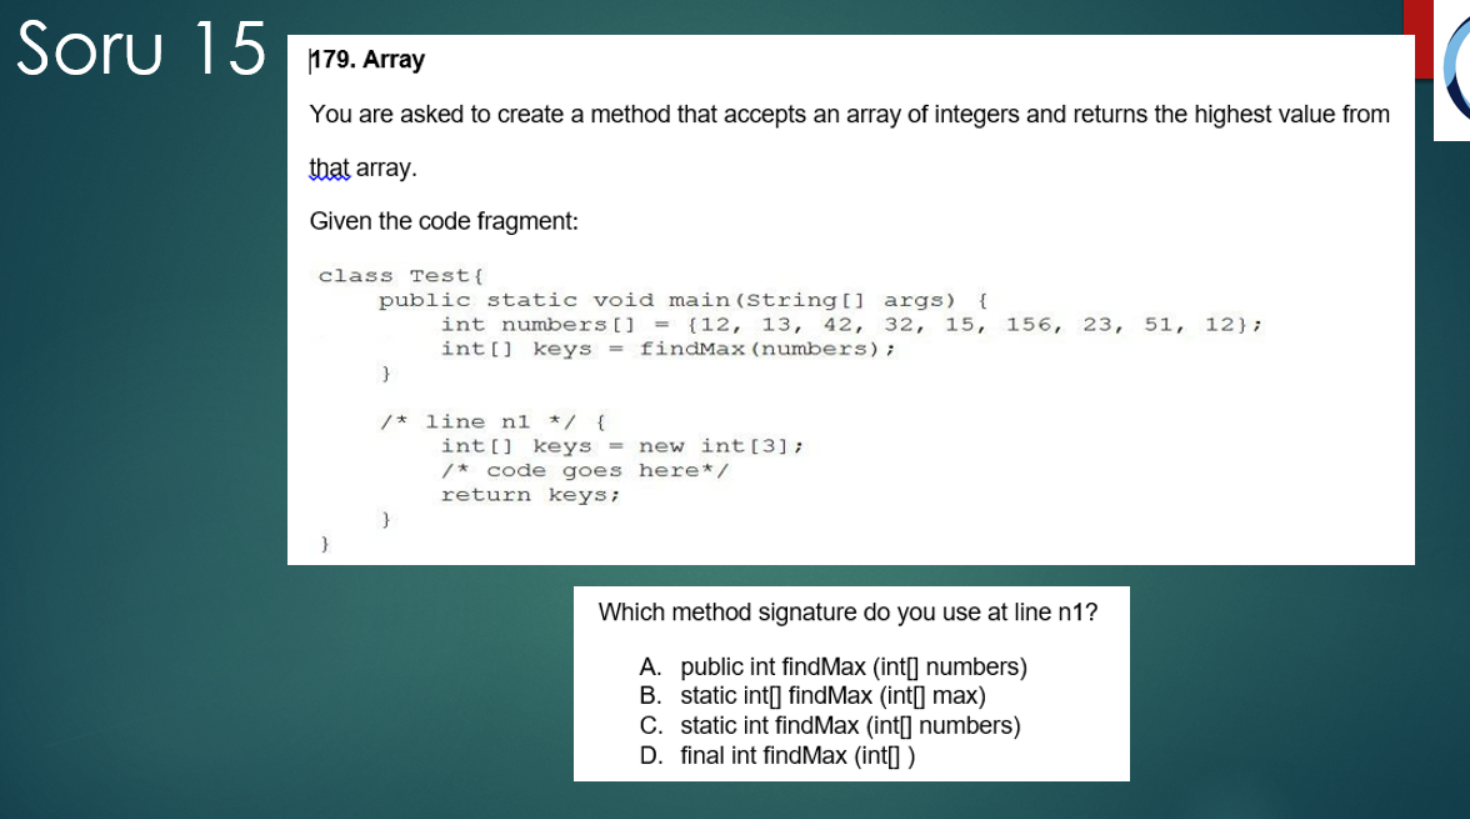 Soru 15
179. Array
You are asked to create a method that accepts an array of integers and returns the highest value from
that array.
Given the code fragment:
class Test{
public static void main(String[] args) {
int numbers[] = {12, 13, 42, 32, 15, 156, 23, 51, 12};
int[] keys = findMax(numbers);
}
/* line n1 */ {
int[] keys = new int[3];
/* code goes here*/
return keys;
}
}
Which method signature do you use at line n1?
A. public int findMax (int[] numbers)
B. static int[] findMax (int[] max)
C. static int findMax (int[] numbers)
D. final int findMax (int[] )